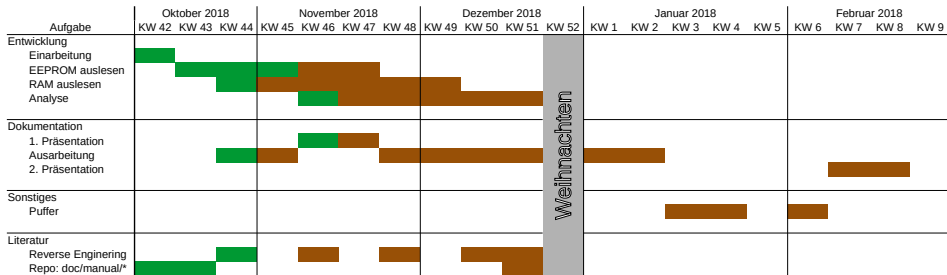 Oktober 2018 November 2018 Dezember 2018 Januar 2018 Februar 2018
Aufgabe KW 42 KW 43 KW 44 KW 45 KW 46 KW 47 KW 48 KW 49 KW 50 KW 51 KW 52 KW 1 KW 2 KW 3 KW 4 KW 5 KW 6 KW 7 KW 8 KW 9
Entwicklung
Einarbeitung
EEPROM auslesen
RAM auslesen
Analyse
Weihnachten
Dokumentation
1. Präsentation
Ausarbeitung
2. Präsentation
Sonstiges
Puffer
Literatur
Reverse Enginering
Repo: doc/manual/*